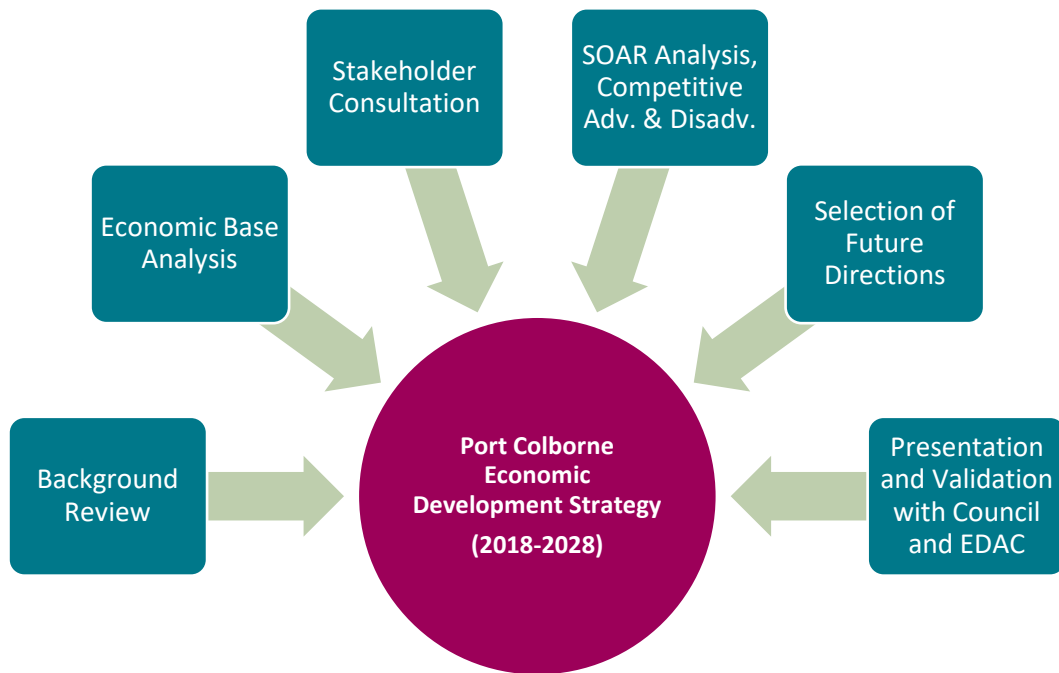 Background
Review
Economic Base
Analysis
Stakeholder
Consultation
SOAR Analysis,
Competitive
Adv. & Disadv.
Selection of
Future
Directions
Presentation
and Validation
with Council
and EDAC
Port Colborne
Economic
Development Strategy
(2018-2028)